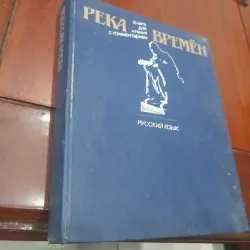 РЕКА
Книга
для
чтения
с комментарием
ВРЕМЁН
РУССКИЙ ЯЗЫК